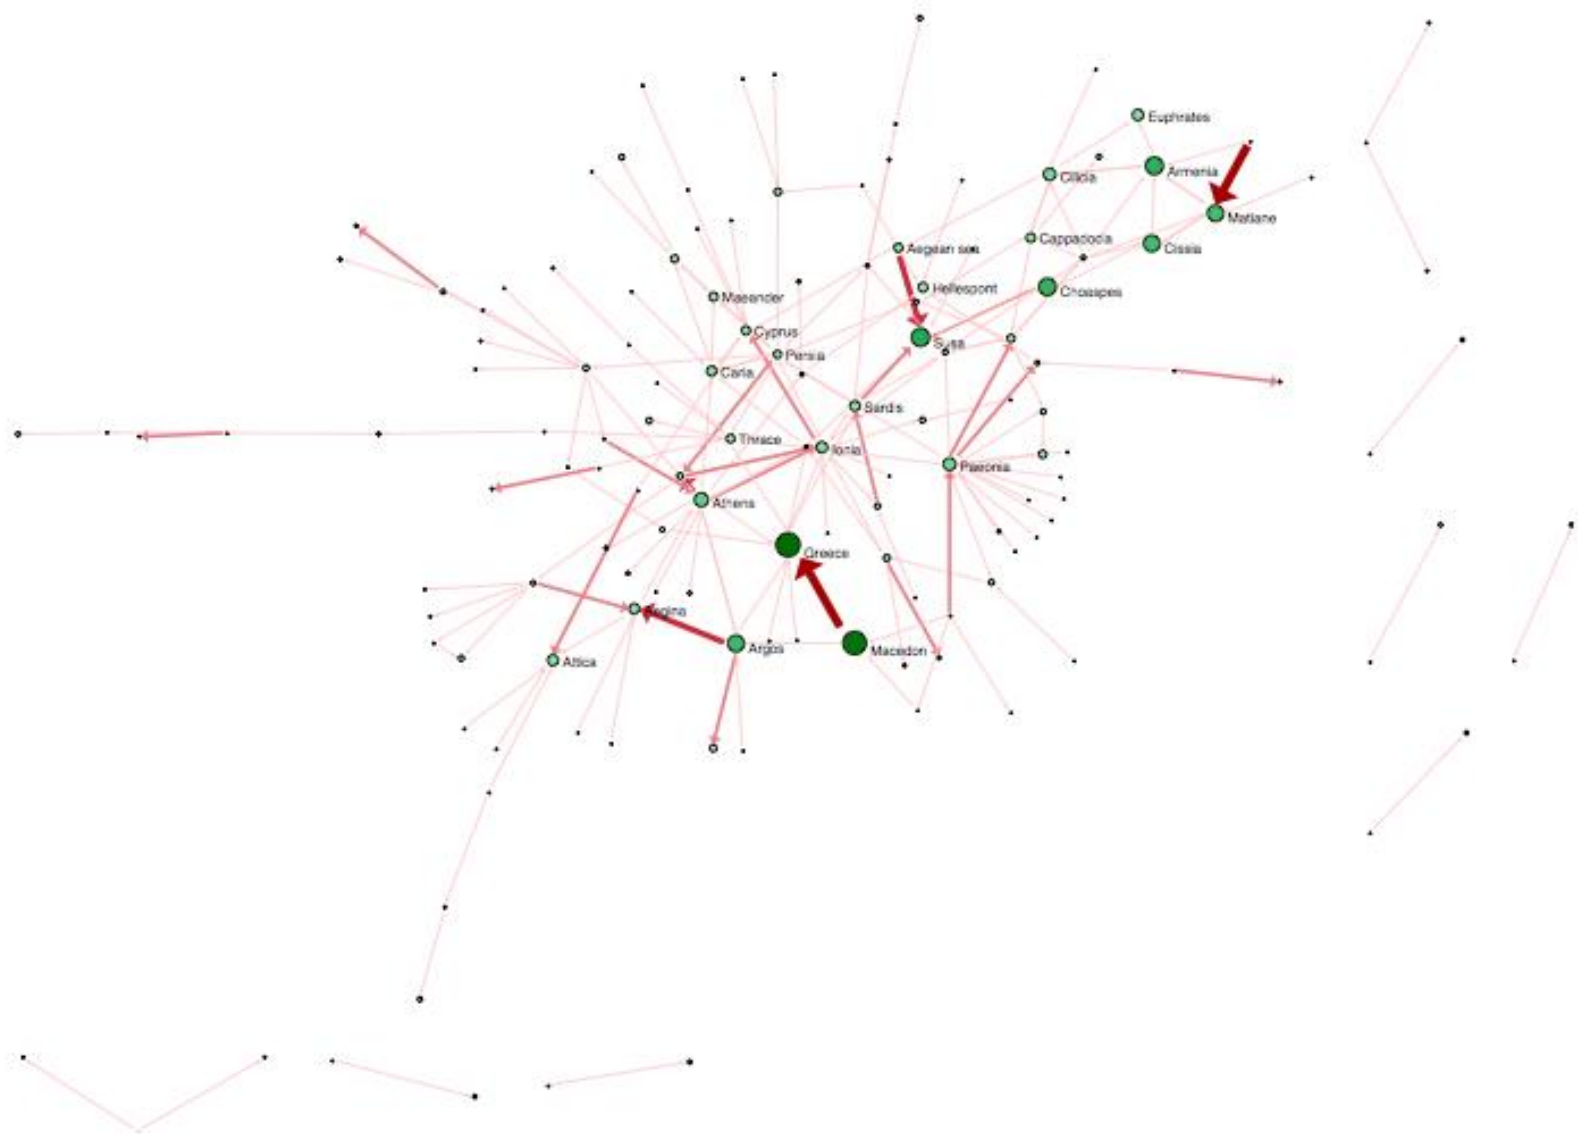 Euphrates
Armenia
Cilicia
Matiane
Cappadocia
Cissia
Aegean sea
Hellespont
Choaspes
Maeander
Cyprus
Susa
Persia
Caria
Sardis
Thrace
Ionia
Paeonia
Athens
Greece
Aegina
Argos
Macedon
Attica